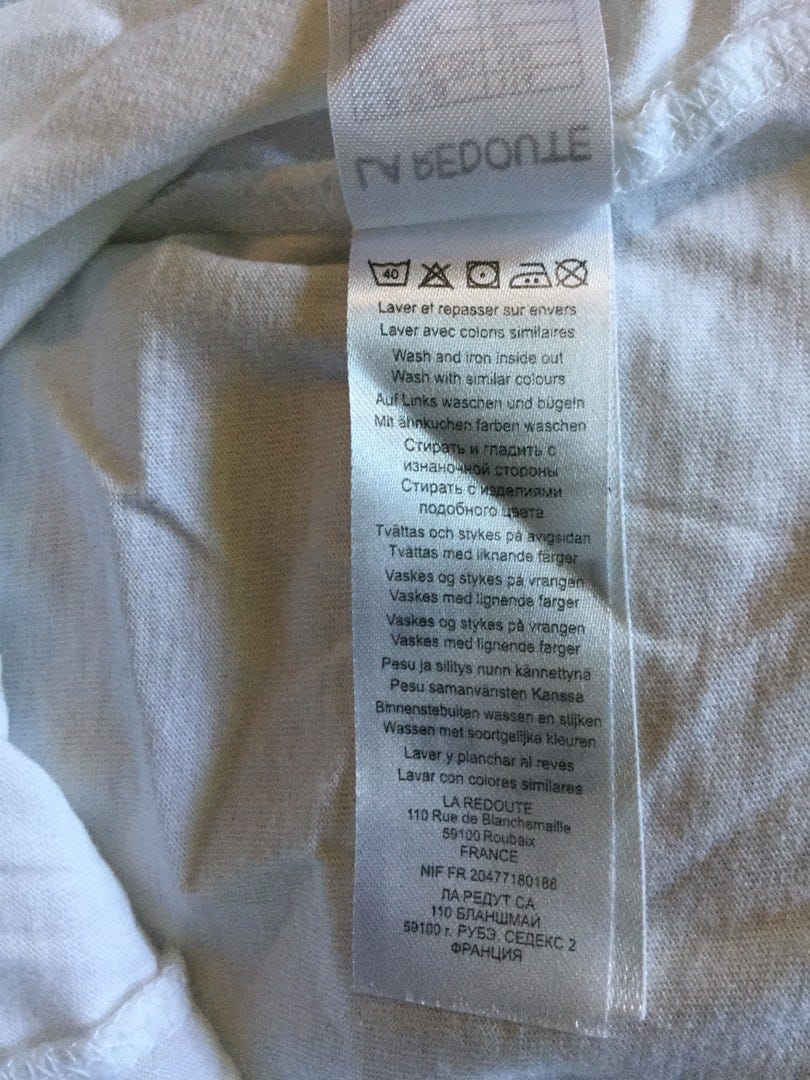 LA REDOUTE
40
Laver et repasser sur envers
Laver avec colons similaires
Wash and iron inside out
Wash with similar colours
Auf Links waschen und bügeln
Mit ähnkuchen farben waschen
Стирать и гладить с
изнаночной стороны
Стирать с изделиями
подобного цвета
Tvättas och stykes på avigsidan
Tvättas med liknande farger
Vaskes og stykes på vrangen
Vaskes med lignende farger
Vaskes og stykes på vrangen
Vaskes med lignende farger
Pesu ja silitys nurin kännettynä
Pesu samanväristen Kanssa
Binnenstebuiten wassen en stijken
Wassen met soortgelijke kleuren
Laver y planchar al revés
Lavar con colores similares
LA REDOUTE
110 Rue de Blanchemaille
59100 Roubaix
FRANCE
NIF FR 20477180188
ЛА РЕДУТ СА
110 БЛАНШМАЙ
59100 г. РУБЭ, СЕДЕКС 2
ФРАНЦИЯ